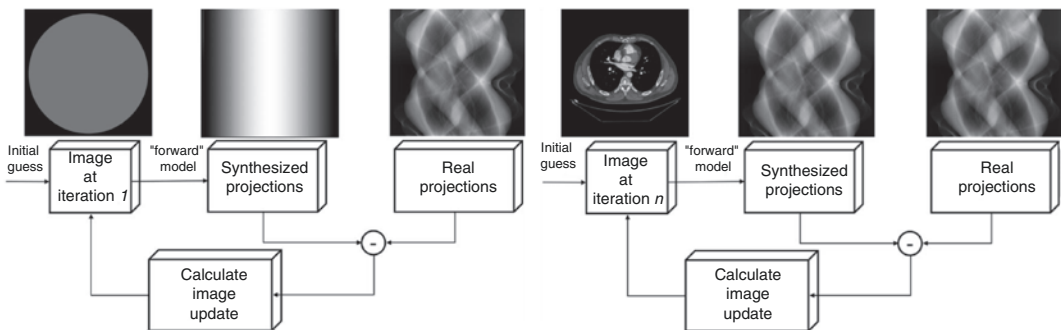 Initial
guess
Image
at
iteration 1
"forward"
model
Synthesized
projections
Real
projections
-
Calculate
image
update
Initial
guess
Image
at
iteration n
"forward"
model
Synthesized
projections
Real
projections
-
Calculate
image
update